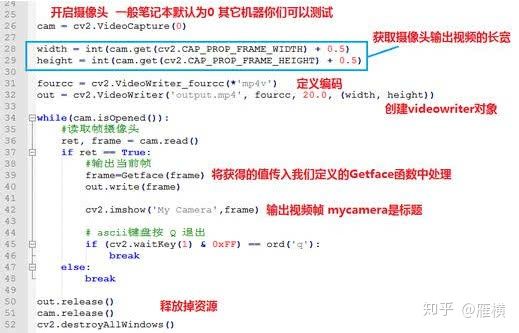 25 开启摄像头 一般笔记本默认为0 其它机器你们可以测试
26 cam = cv2.VideoCapture(0)
27
28 width = int(cam.get(cv2.CAP_PROP_FRAME_WIDTH) + 0.5) 获取摄像头输出视频的长宽
29 height = int(cam.get(cv2.CAP_PROP_FRAME_HEIGHT) + 0.5)
30
31 fourcc = cv2.VideoWriter_fourcc(*'mp4v') 定义编码
32 out = cv2.VideoWriter('output.mp4', fourcc, 20.0, (width, height))
33 创建videowriter对象
34 while(cam.isOpened()):
35 #读取帧摄像头
36 ret, frame = cam.read()
37 if ret == True:
38 #输出当前帧
39 frame=Getface(frame) 将获得的值传入我们定义的Getface函数中处理
40 out.write(frame)
41
42 cv2.imshow('My Camera',frame) 输出视频帧 mycamera是标题
43
44 # ascii键盘按 Q 退出
45 if (cv2.waitKey(1) & 0xFF) == ord('q'):
46 break
47 else:
48 break
49
50 out.release()
51 cam.release() 释放掉资源
52 cv2.destroyAllWindows()
知乎 @雁横